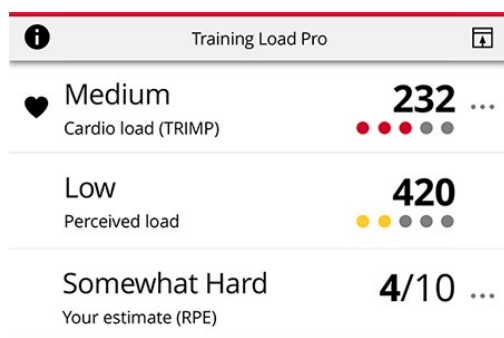 Training Load Pro
Medium
232
Cardio load (TRIMP)
Low
420
Perceived load
Somewhat Hard
4/10
Your estimate (RPE)